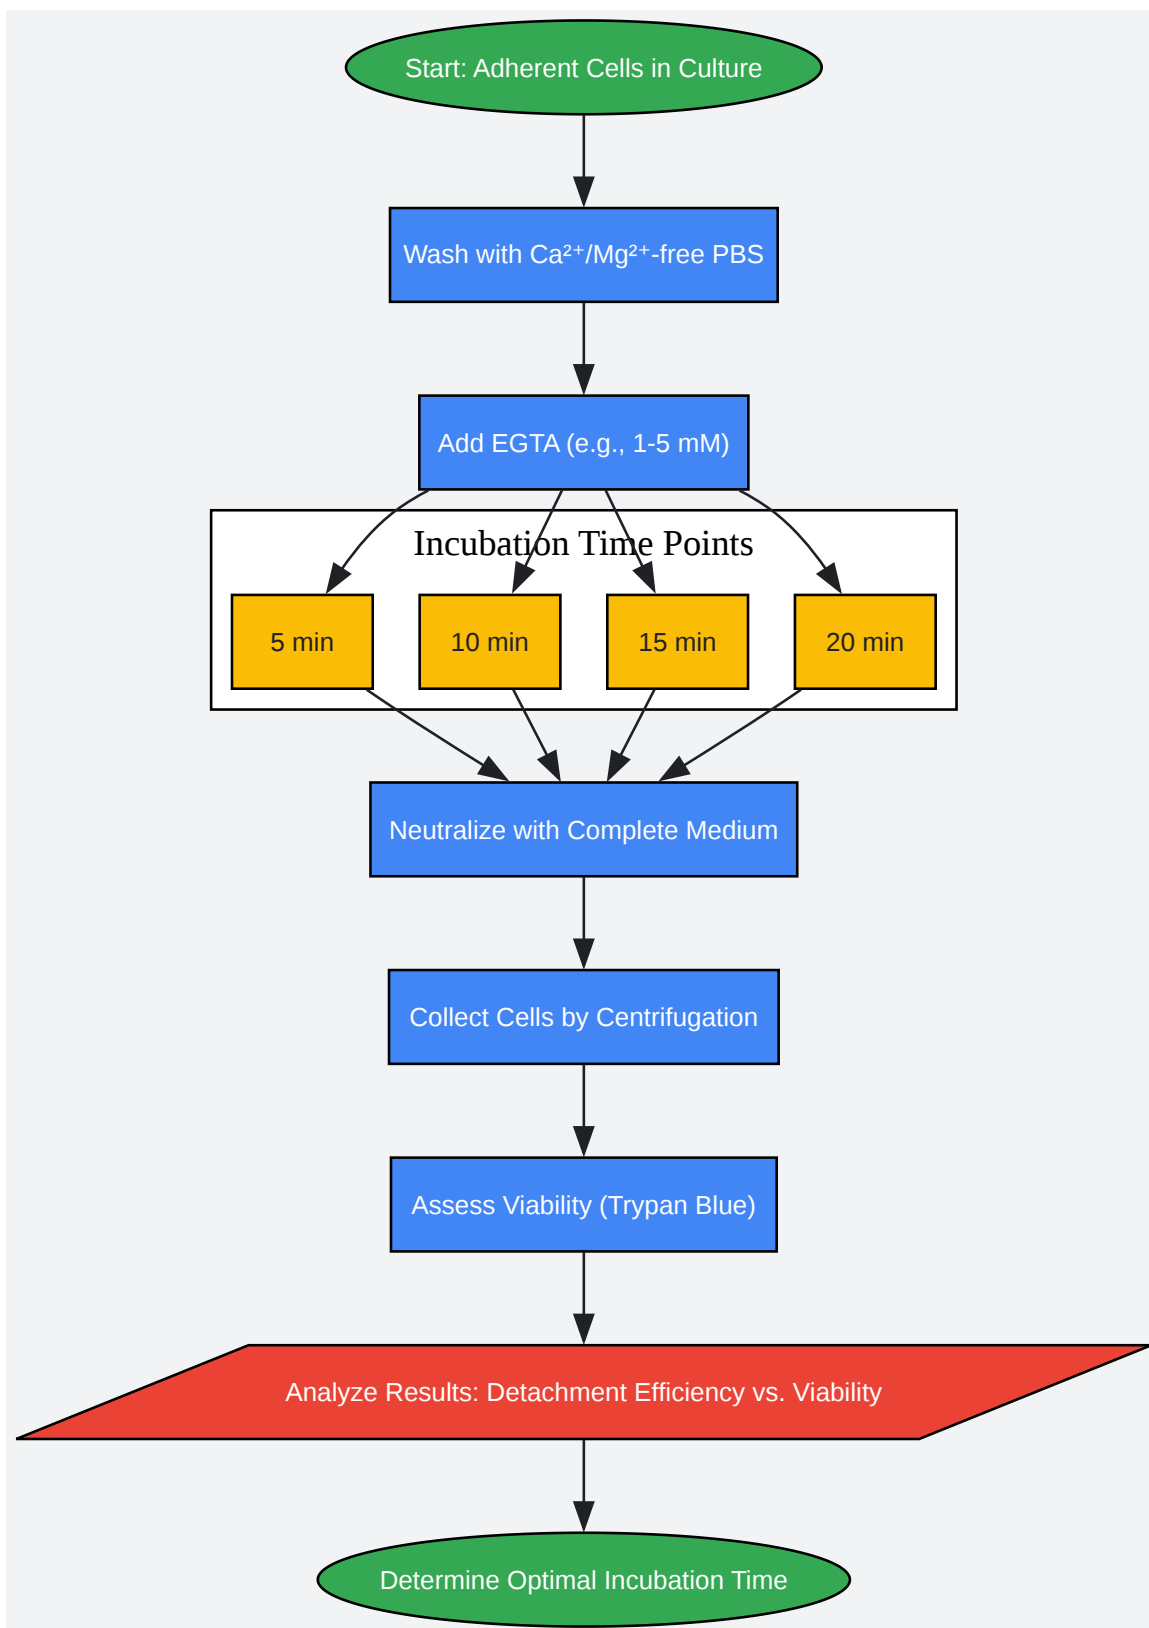 Start: Adherent Cells in Culture
Wash with Ca²⁺/Mg²⁺-free PBS
Add EGTA (e.g., 1-5 mM)
Incubation Time Points
5 min
10 min
15 min
20 min
Neutralize with Complete Medium
Collect Cells by Centrifugation
Assess Viability (Trypan Blue)
Analyze Results: Detachment Efficiency vs. Viability
Determine Optimal Incubation Time